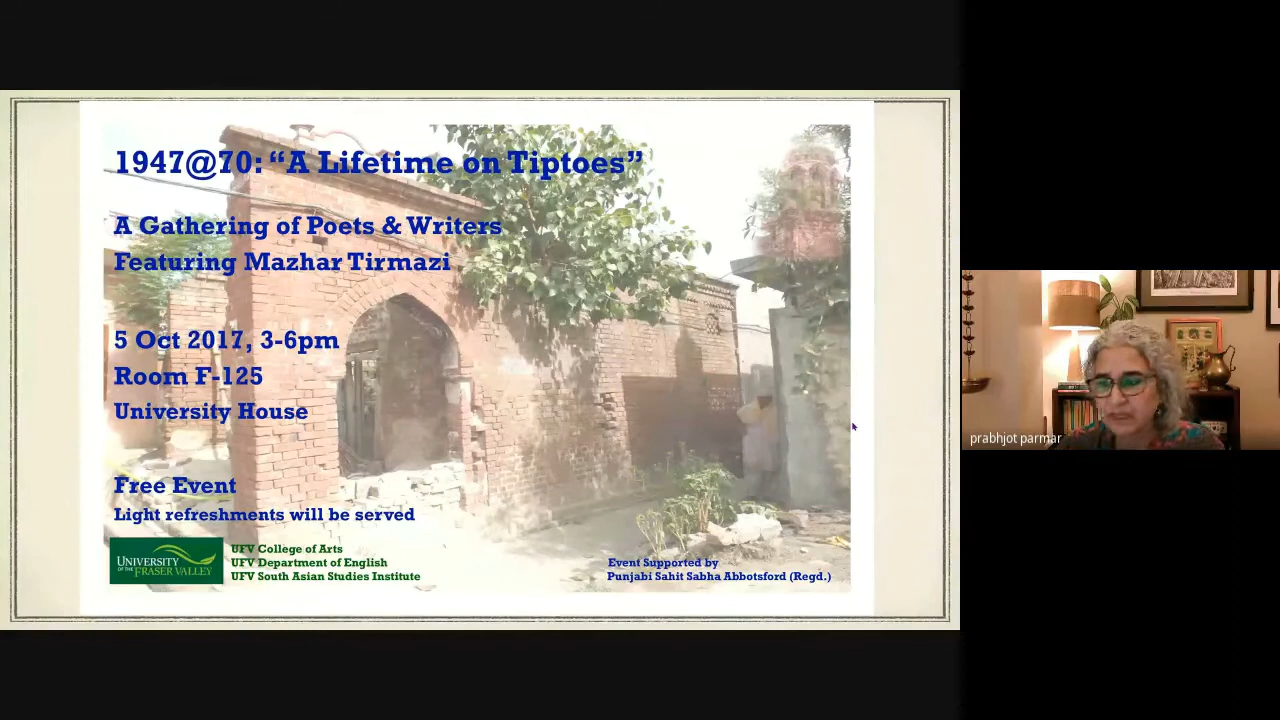 1947@70: “A Lifetime on Tiptoes”
A Gathering of Poets & Writers
Featuring Mazhar Tirmazi
5 Oct 2017, 3-6pm
Room F-125
University House
Free Event
Light refreshments will be served
UNIVERSITY
OF THE FRASER VALLEY
UFV College of Arts
UFV Department of English
UFV South Asian Studies Institute
Event Supported by
Punjabi Sahit Sabha Abbotsford (Regd.)
prabhjot parmar